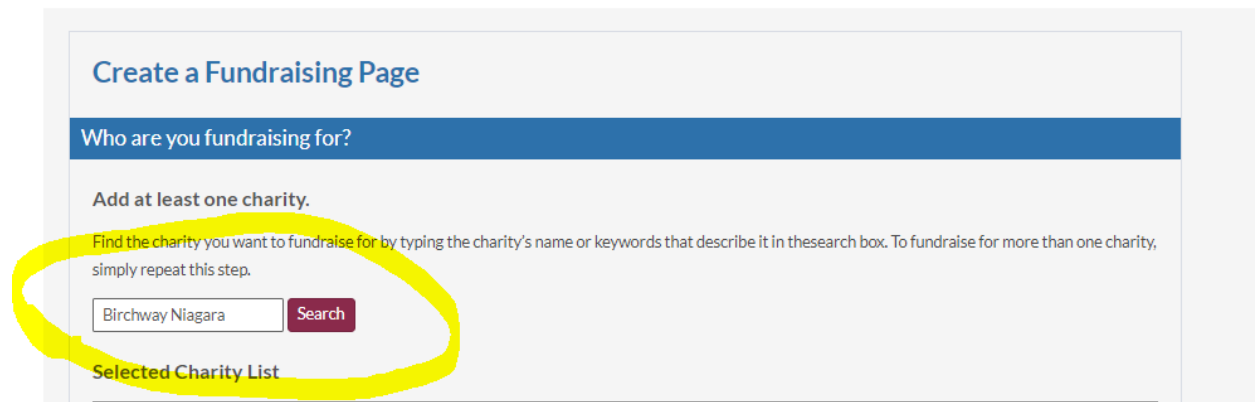 Create a Fundraising Page
Who are you fundraising for?
Add at least one charity.
Find the charity you want to fundraise for by typing the charity's name or keywords that describe it in thesearch box. To fundraise for more than one charity,
simply repeat this step.
Birchway Niagara Search
Selected Charity List